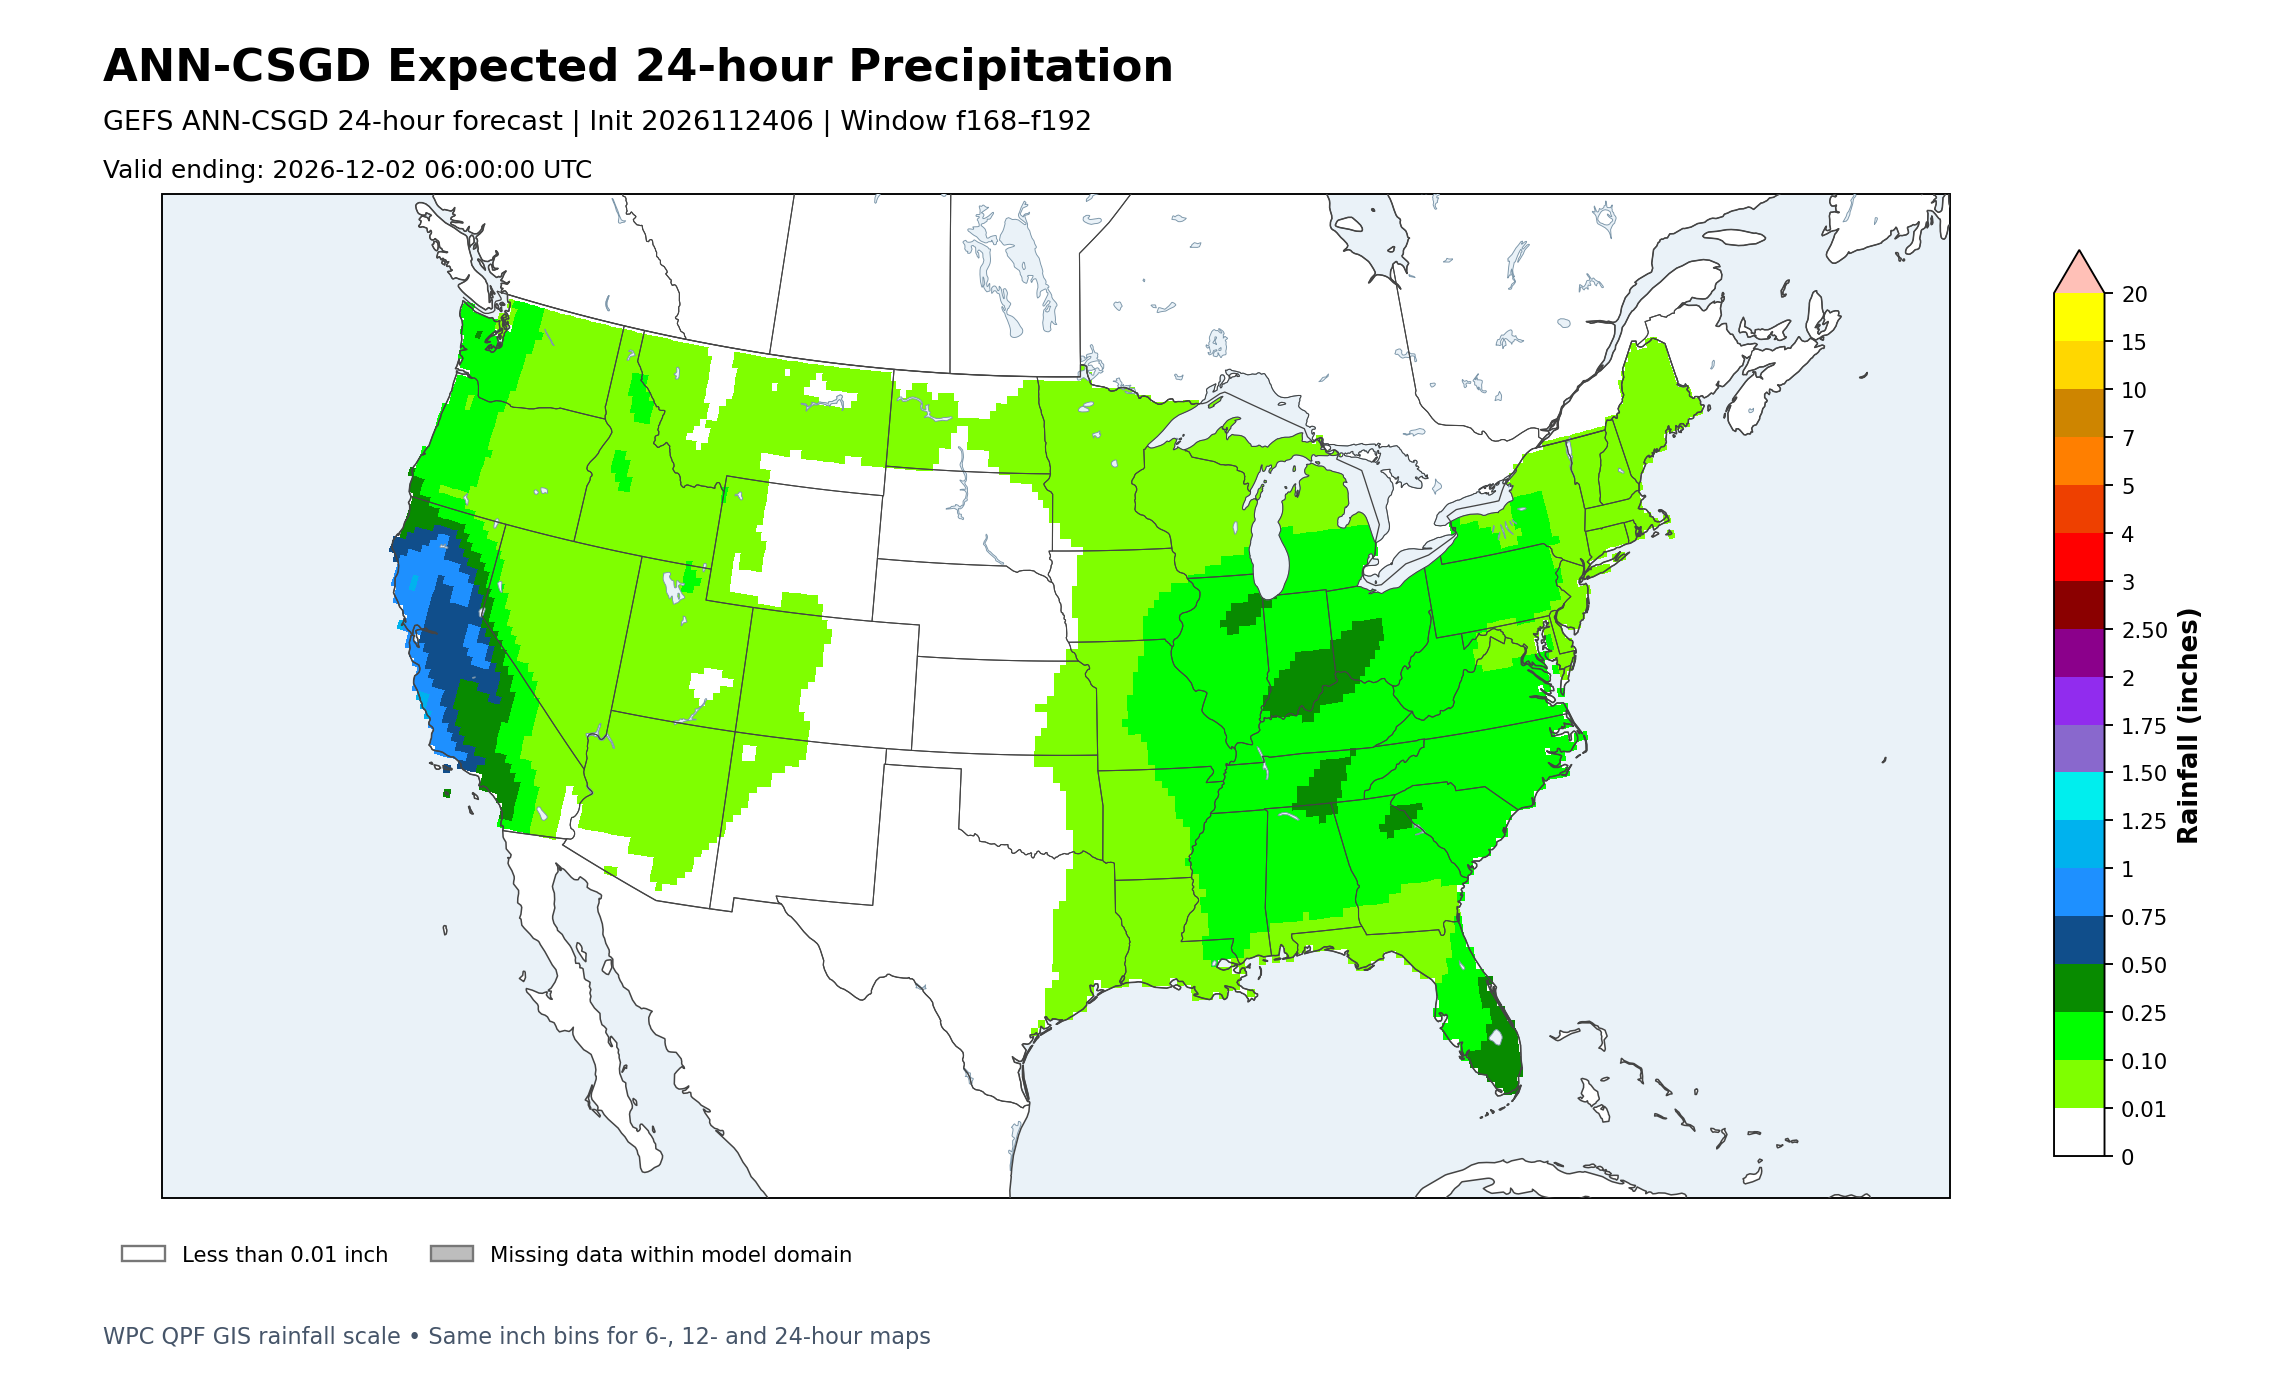 ANN-CSGD Expected 24-hour Precipitation
GEFS ANN-CSGD 24-hour forecast | Init 2026112406 | Window f168–f192
Valid ending: 2026-12-02 06:00:00 UTC
20
15
10
7
5
4
3
2.50
2
1.75
1.50
1.25
1
0.75
0.50
0.25
0.10
0.01
0
Rainfall (inches)
Less than 0.01 inch
Missing data within model domain
WPC QPF GIS rainfall scale • Same inch bins for 6-, 12- and 24-hour maps